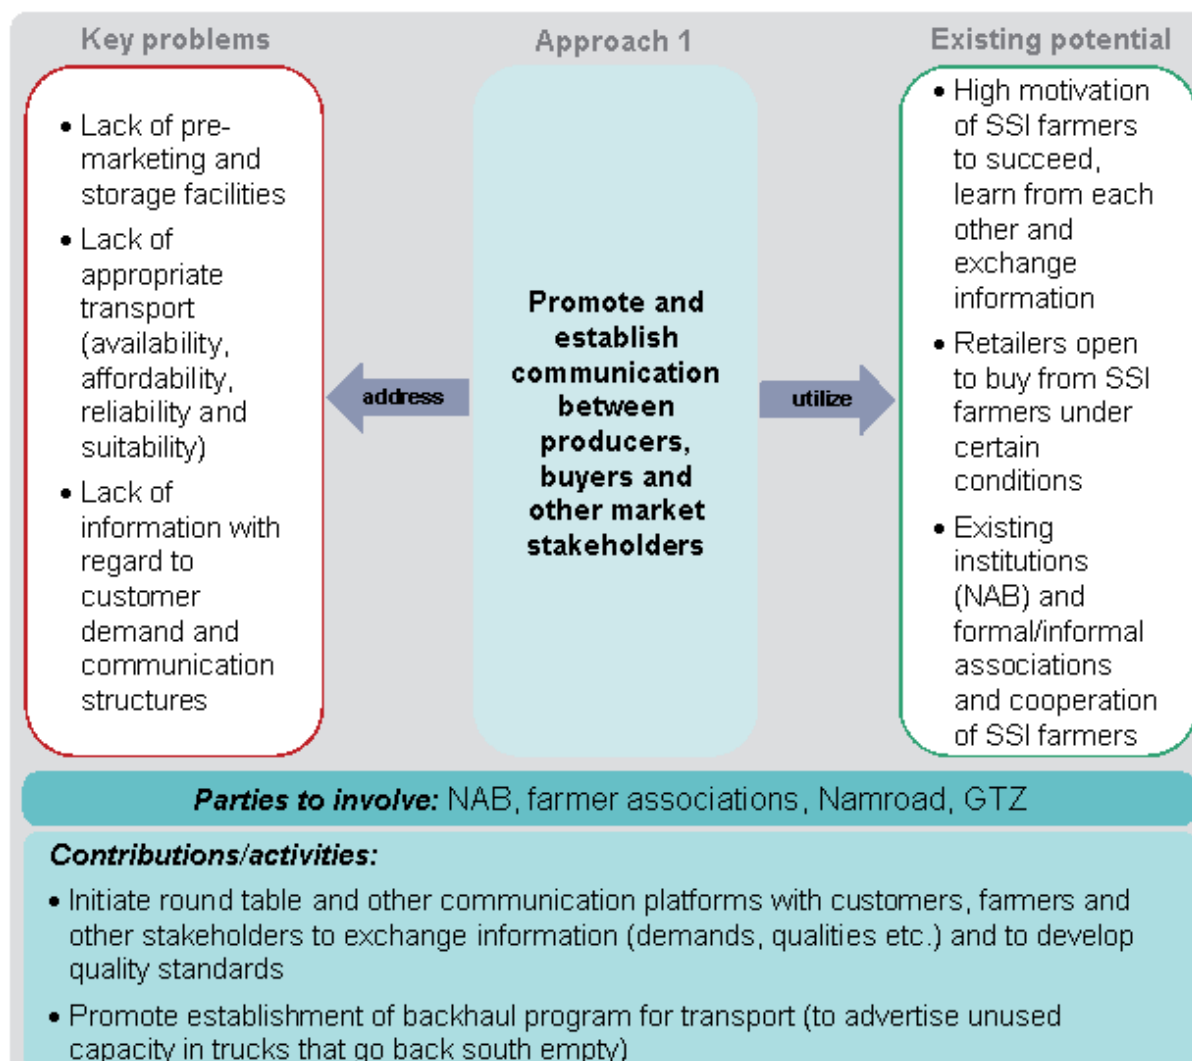 Key problems
• Lack of pre-
marketing and
storage facilities
• Lack of
appropriate
transport
(availability,
affordability,
reliability and
suitability)
• Lack of
information with
regard to
customer
demand and
communication
structures
address
Approach 1
Promote and
establish
communication
between
producers,
buyers and
other market
stakeholders
utilize
Existing potential
• High motivation
of SSI farmers
to succeed,
learn from each
other and
exchange
information
• Retailers open
to buy from SSI
farmers under
certain
conditions
• Existing
institutions
(NAB) and
formal/informal
associations
and cooperation
of SSI farmers
Parties to involve: NAB, farmer associations, Namroad, GTZ
Contributions/activities:
• Initiate round table and other communication platforms with customers, farmers and
other stakeholders to exchange information (demands, qualities etc.) and to develop
quality standards
• Promote establishment of backhaul program for transport (to advertise unused
capacity in trucks that go back south empty)